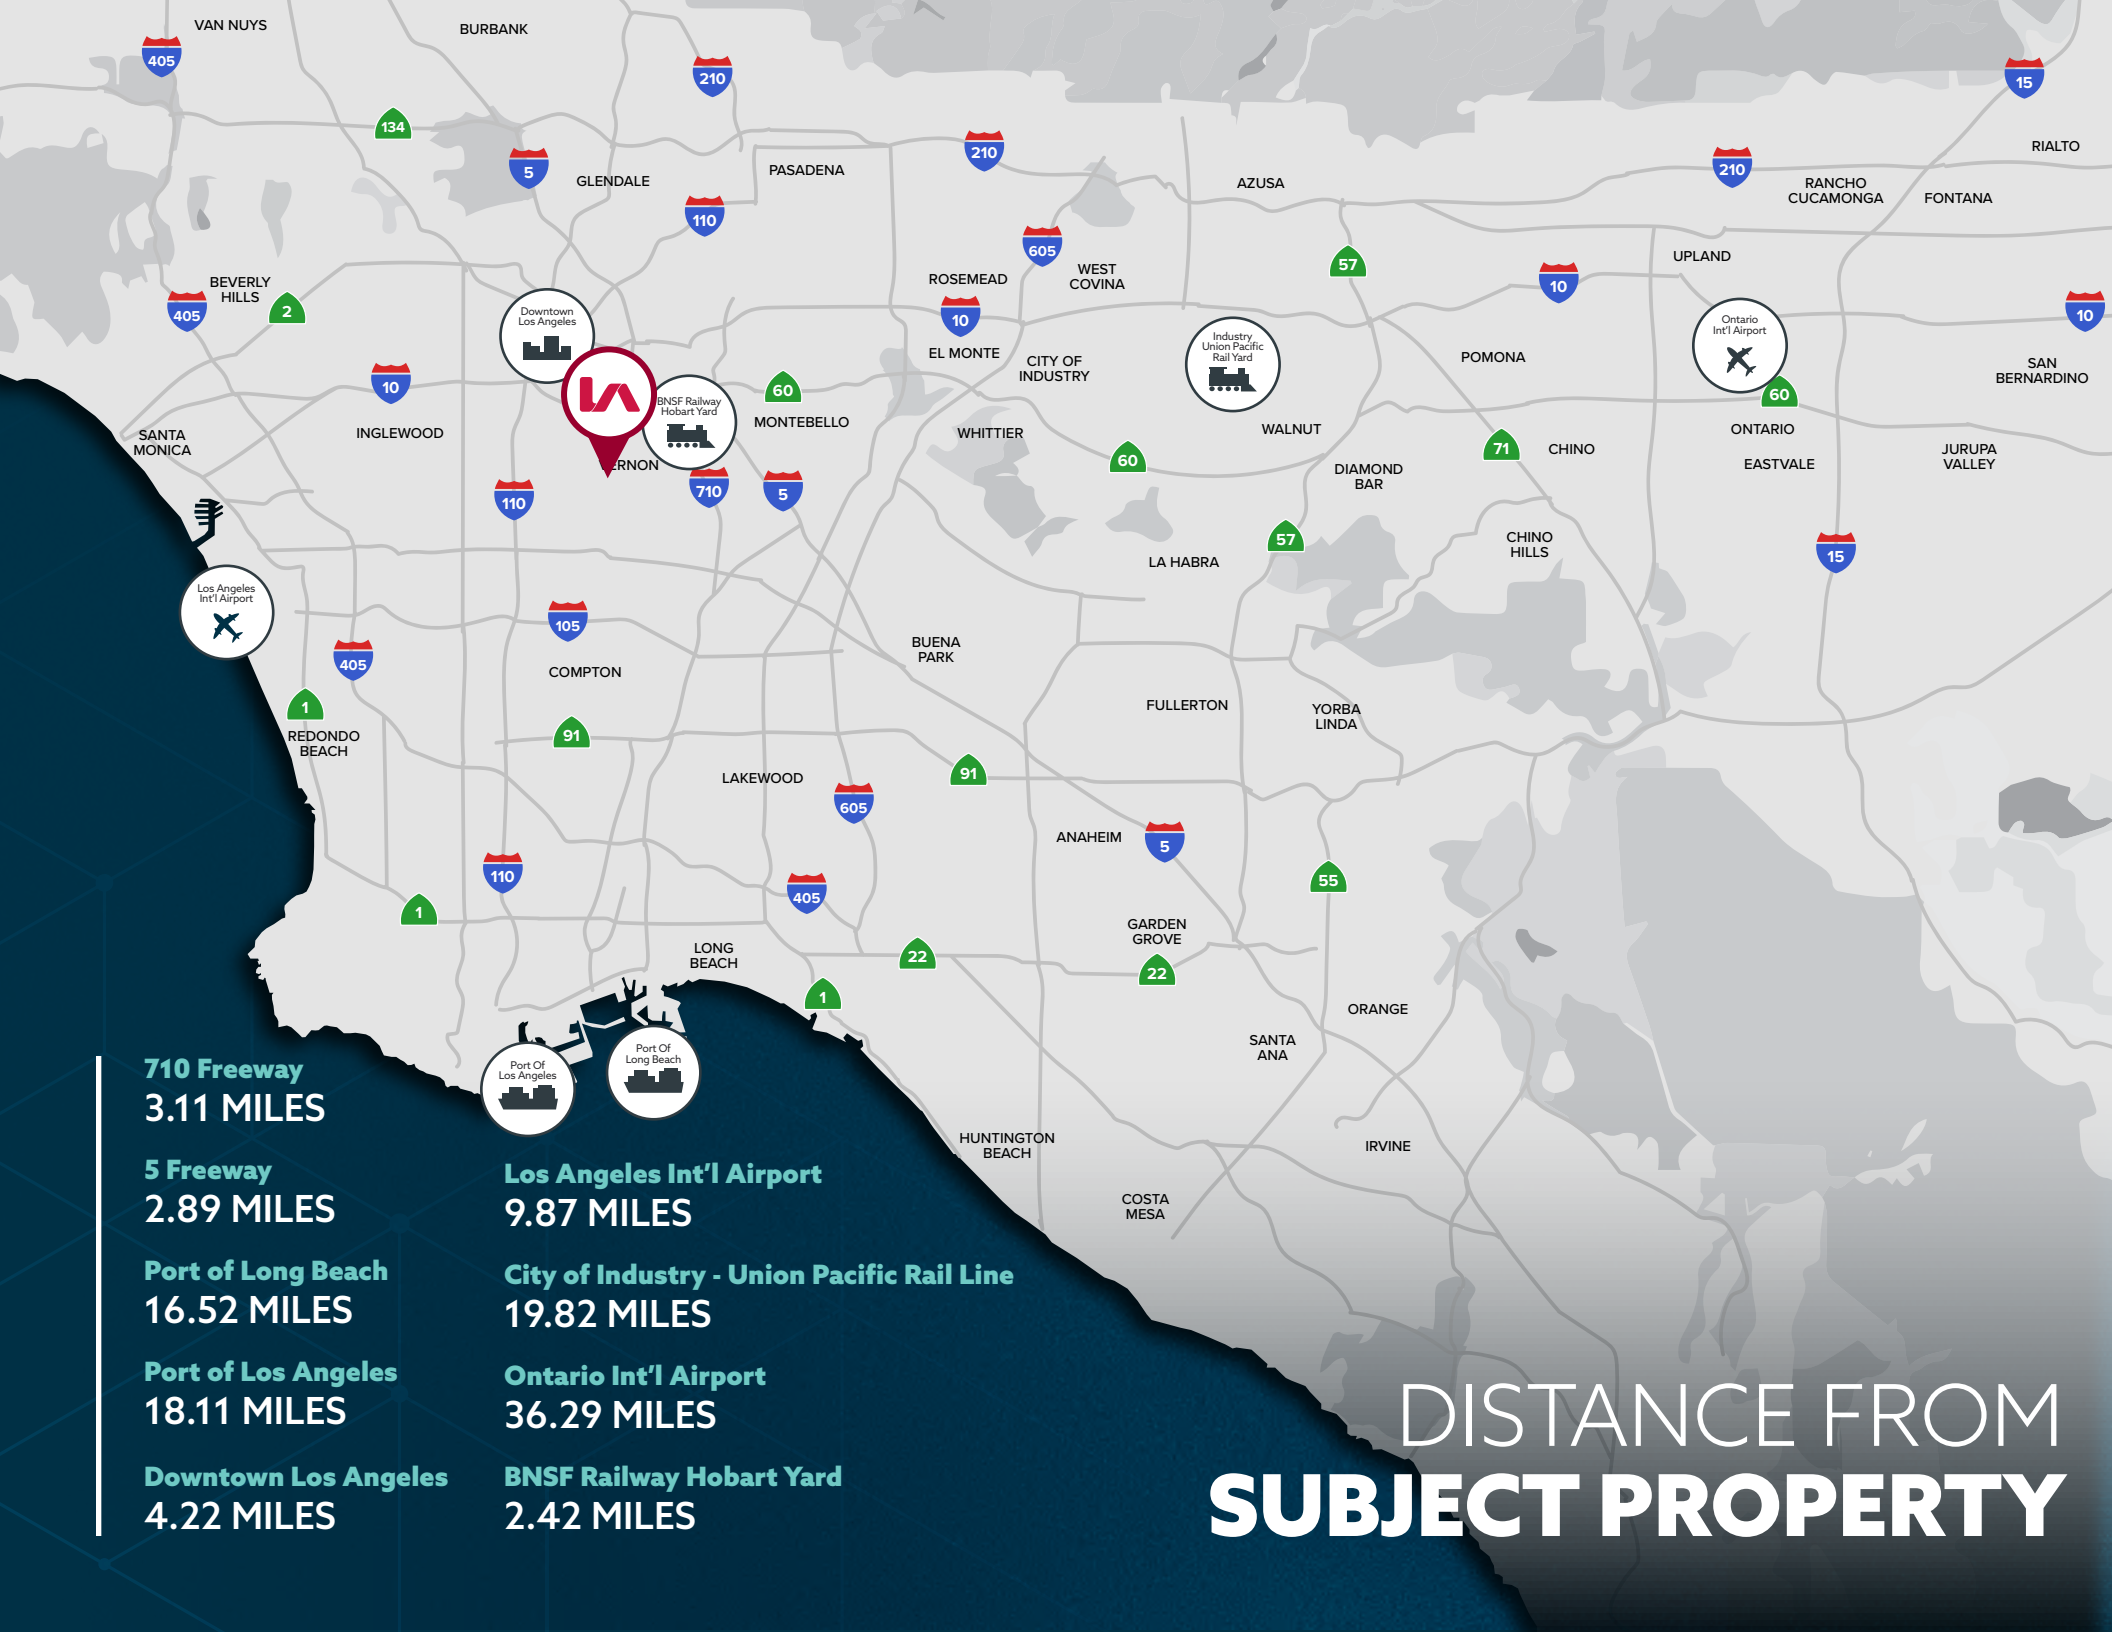 VAN NUYS
BURBANK
405
210
15
134
5
GLENDALE
PASADENA
210
AZUSA
210
RANCHO
CUCAMONGA
FONTANA
RIALTO
110
605
WEST
COVINA
57
UPLAND
10
BEVERLY
HILLS
405
2
ROSEMEAD
10
EL MONTE
Downtown
Los Angeles
Industry
Union Pacific
Rail Yard
Ontario
Int'l Airport
10
10
CITY OF
INDUSTRY
POMONA
SAN
BERNARDINO
LA
BNSF Railway
Hobart Yard
60
MONTEBELLO
60
SANTA
MONICA
INGLEWOOD
WHITTIER
WALNUT
71
CHINO
ONTARIO
EASTVALE
JURUPA
VALLEY
ERNON
60
DIAMOND
BAR
110
710
5
57
CHINO
HILLS
15
LA HABRA
Los Angeles
Int'l Airport
105
405
COMPTON
BUENA
PARK
1
REDONDO
BEACH
91
FULLERTON
YORBA
LINDA
LAKEWOOD
91
605
ANAHEIM
5
110
405
55
1
LONG
BEACH
22
GARDEN
GROVE
22
1
ORANGE
SANTA
ANA
Port Of
Los Angeles
Port Of
Long Beach
HUNTINGTON
BEACH
IRVINE
COSTA
MESA
710 Freeway
3.11 MILES
5 Freeway
2.89 MILES
Port of Long Beach
16.52 MILES
Port of Los Angeles
18.11 MILES
Downtown Los Angeles
4.22 MILES
Los Angeles Int'l Airport
9.87 MILES
City of Industry - Union Pacific Rail Line
19.82 MILES
Ontario Int'l Airport
36.29 MILES
BNSF Railway Hobart Yard
2.42 MILES
DISTANCE FROM
SUBJECT PROPERTY